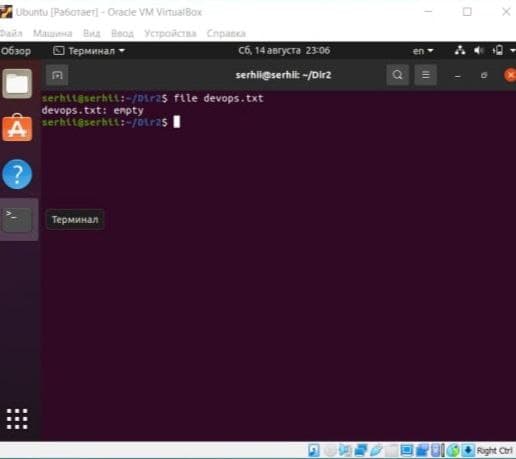 Ubuntu [Работает] - Oracle VM VirtualBox
Файл Машина Вид Ввод Устройства Справка
Обзор Терминал Сб, 14 августа 23:06 en
serhii@serhii: ~/Dir2
serhii@serhii:~/Dir2$ file devops.txt
devops.txt: empty
serhii@serhii:~/Dir2$
Терминал
Right Ctrl